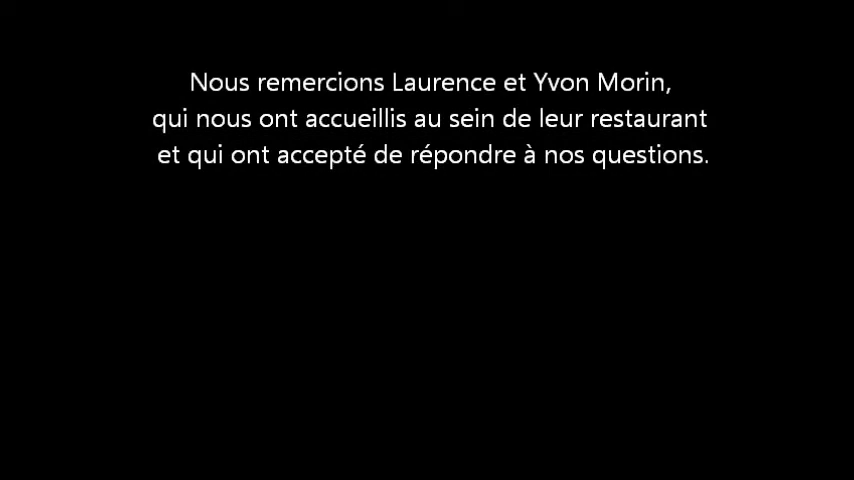 Nous remercions Laurence et Yvon Morin,
qui nous ont accueillis au sein de leur restaurant
et qui ont accepté de répondre à nos questions.